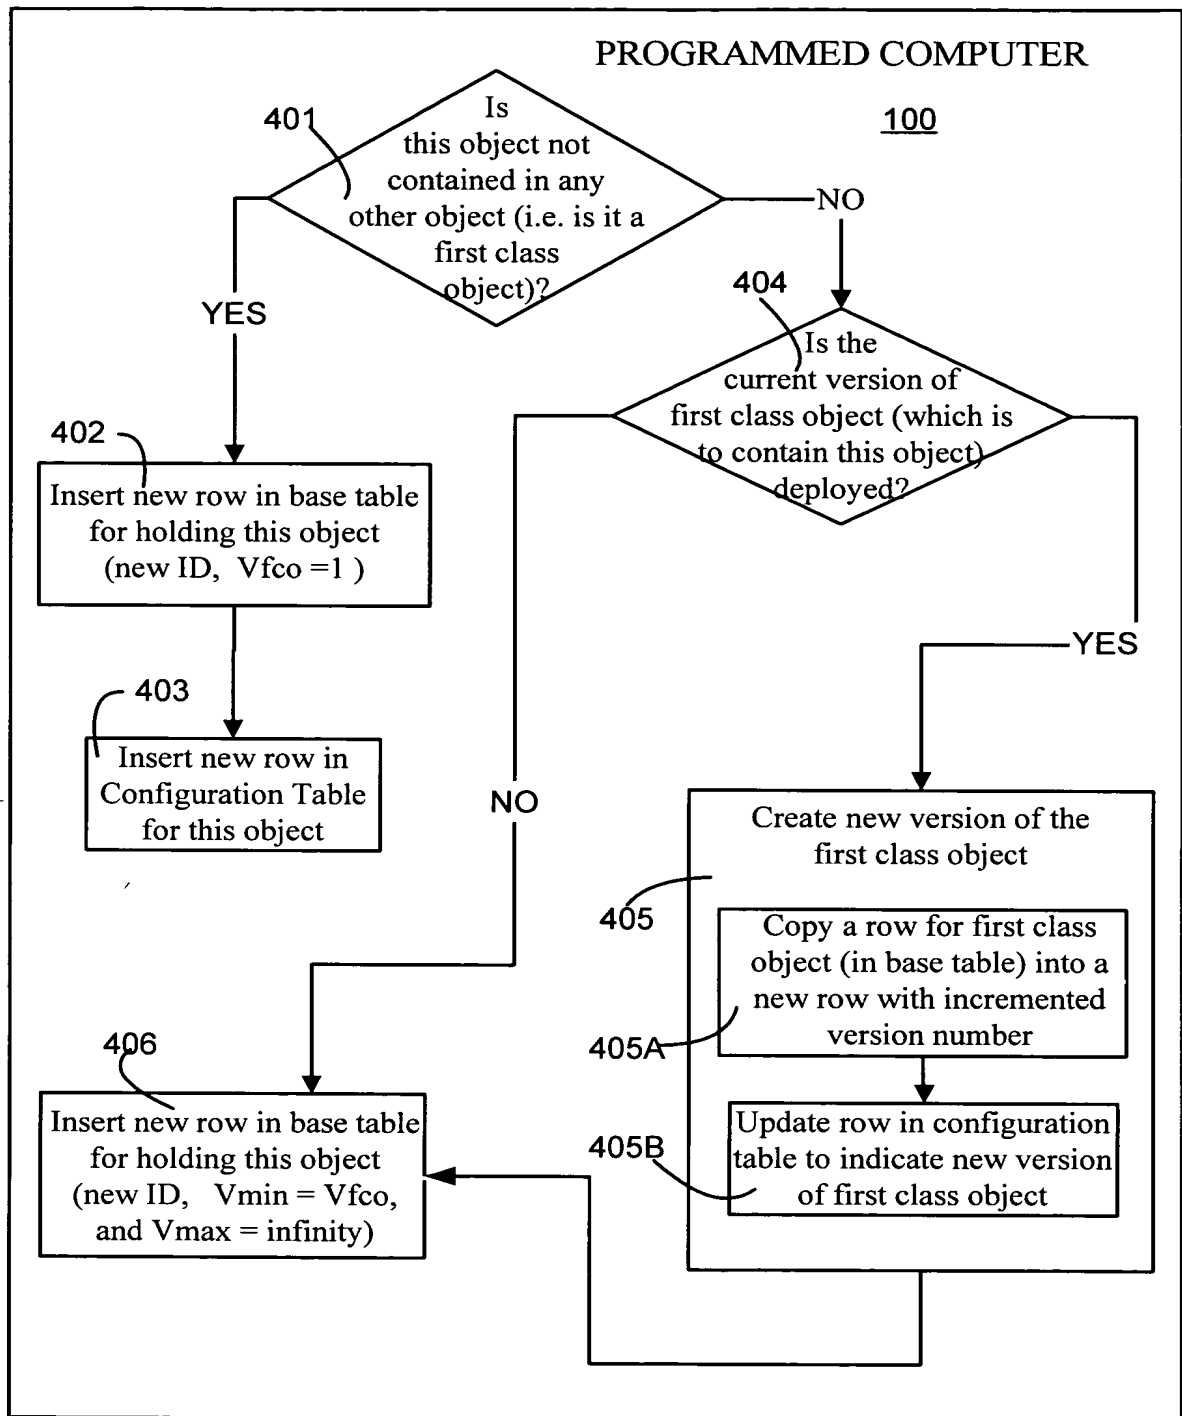 PROGRAMMED COMPUTER
100
401
Is
this object not
contained in any
other object (i.e. is it a
first class
object)?
YES
NO
402
Insert new row in base table
for holding this object
(new ID, Vfco =1 )
403
Insert new row in
Configuration Table
for this object
404
Is the
current version of
first class object (which is
to contain this object)
deployed?
NO
YES
405
Create new version of the
first class object
405A
Copy a row for first class
object (in base table) into a
new row with incremented
version number
405B
Update row in configuration
table to indicate new version
of first class object
406
Insert new row in base table
for holding this object
(new ID, Vmin = Vfco,
and Vmax = infinity)